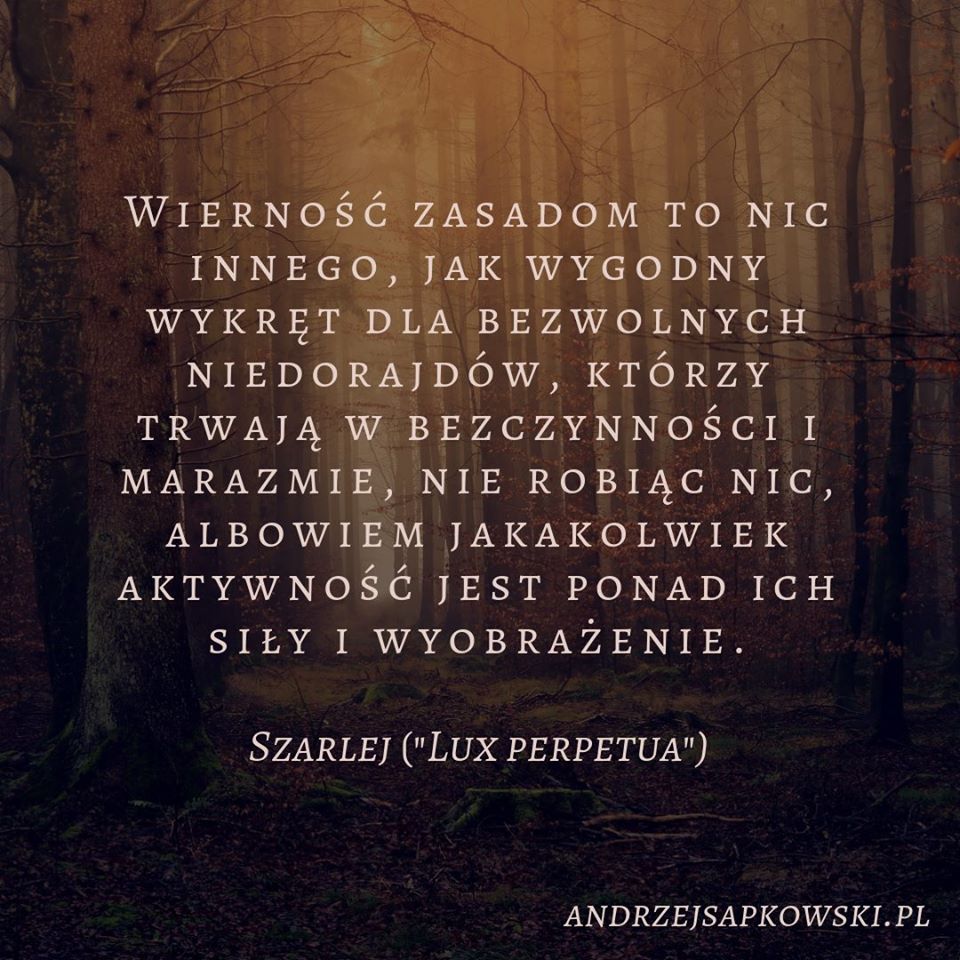 Wierność zasadom to nic
innego, jak wygodny
wykręt dla bezwolnych
niedorajdów, którzy
trwają w bezczynności i
marazmie, nie robiąc nic,
albowiem jakakolwiek
aktywność jest ponad ich
siły i wyobrażenie.
Szarlej ("Lux perpetua")
andrzejsapkowski.pl